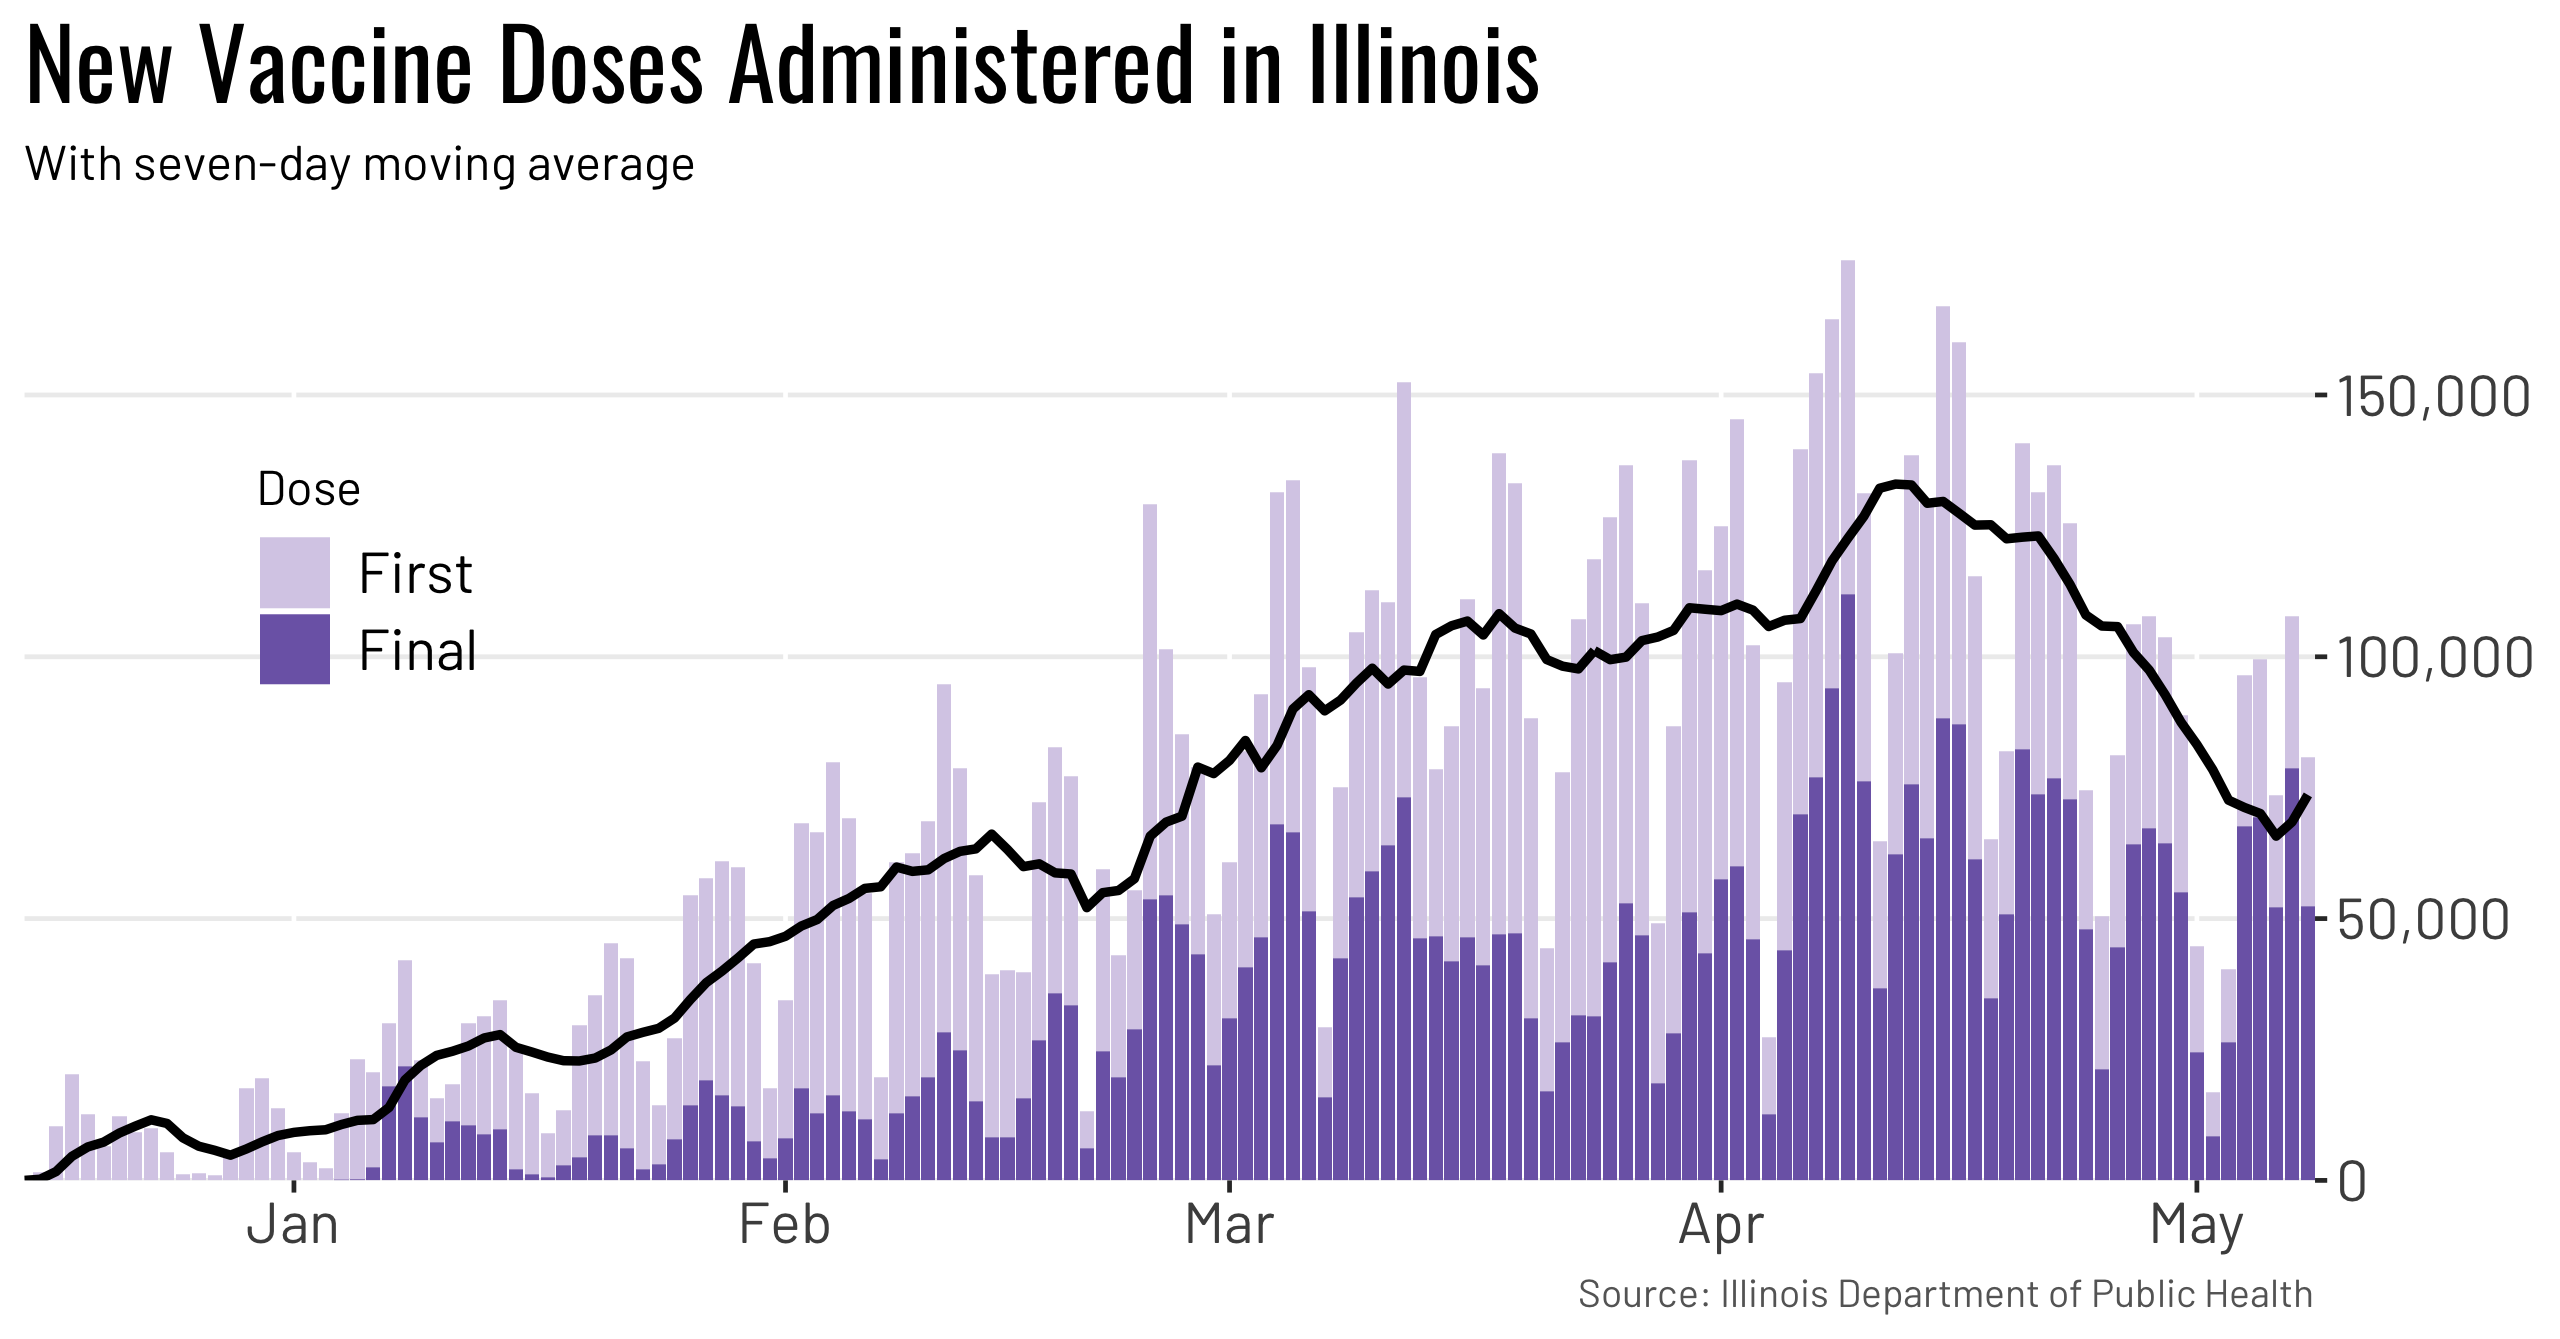 New Vaccine Doses Administered in Illinois
With seven-day moving average
150,000
Dose
First
Final
100,000
50,000
0
Jan Feb Mar Apr May
Source: Illinois Department of Public Health